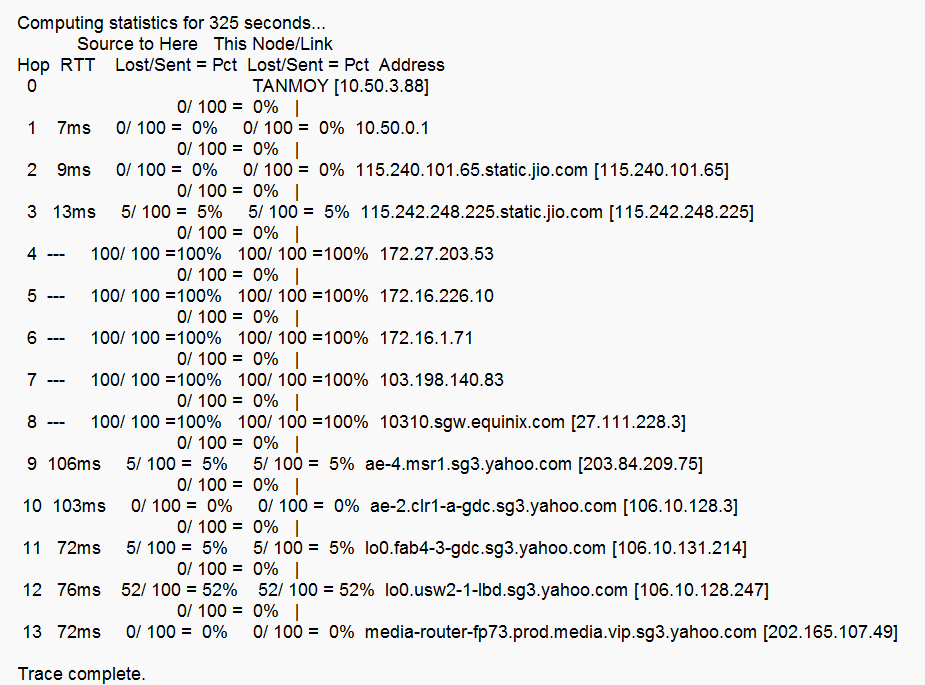 Computing statistics for 325 seconds...
Source to Here This Node/Link
Hop RTT Lost/Sent = Pct Lost/Sent = Pct Address
0 TANMOY [10.50.3.88]
0/ 100 = 0% |
1 7ms 0/ 100 = 0% 0/ 100 = 0% 10.50.0.1
0/ 100 = 0% |
2 9ms 0/ 100 = 0% 0/ 100 = 0% 115.240.101.65.static.jio.com [115.240.101.65]
0/ 100 = 0% |
3 13ms 5/ 100 = 5% 5/ 100 = 5% 115.242.248.225.static.jio.com [115.242.248.225]
0/ 100 = 0% |
4 --- 100/ 100 =100% 100/ 100 =100% 172.27.203.53
0/ 100 = 0% |
5 --- 100/ 100 =100% 100/ 100 =100% 172.16.226.10
0/ 100 = 0% |
6 --- 100/ 100 =100% 100/ 100 =100% 172.16.1.71
0/ 100 = 0% |
7 --- 100/ 100 =100% 100/ 100 =100% 103.198.140.83
0/ 100 = 0% |
8 --- 100/ 100 =100% 100/ 100 =100% 10310.sgw.equinix.com [27.111.228.3]
0/ 100 = 0% |
9 106ms 5/ 100 = 5% 5/ 100 = 5% ae-4.msr1.sg3.yahoo.com [203.84.209.75]
0/ 100 = 0% |
10 103ms 0/ 100 = 0% 0/ 100 = 0% ae-2.clr1-a-gdc.sg3.yahoo.com [106.10.128.3]
0/ 100 = 0% |
11 72ms 5/ 100 = 5% 5/ 100 = 5% lo0.fab4-3-gdc.sg3.yahoo.com [106.10.131.214]
0/ 100 = 0% |
12 76ms 52/ 100 = 52% 52/ 100 = 52% lo0.usw2-1-lbd.sg3.yahoo.com [106.10.128.247]
0/ 100 = 0% |
13 72ms 0/ 100 = 0% 0/ 100 = 0% media-router-fp73.prod.media.vip.sg3.yahoo.com [202.165.107.49]
Trace complete.